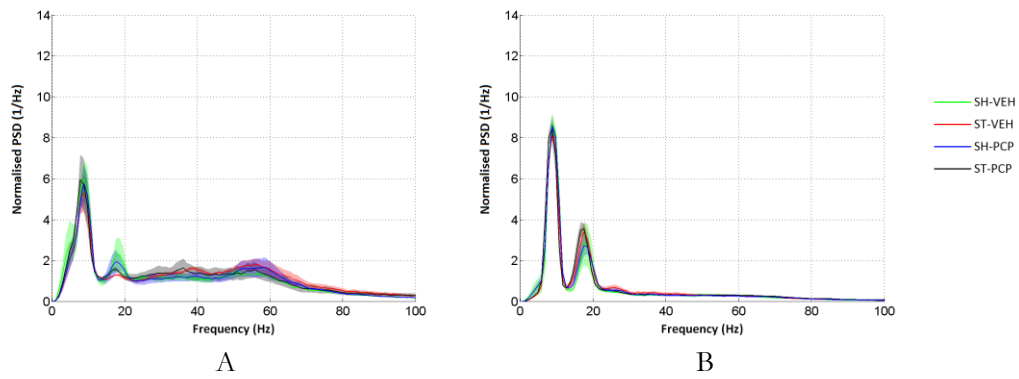 14
12
10
8
6
4
2
0
0 20 40 60 80 100
Normalised PSD (1/Hz)
Frequency (Hz)
A
14
12
10
8
6
4
2
0
0 20 40 60 80 100
Normalised PSD (1/Hz)
Frequency (Hz)
B
SH-VEH
ST-VEH
SH-PCP
ST-PCP